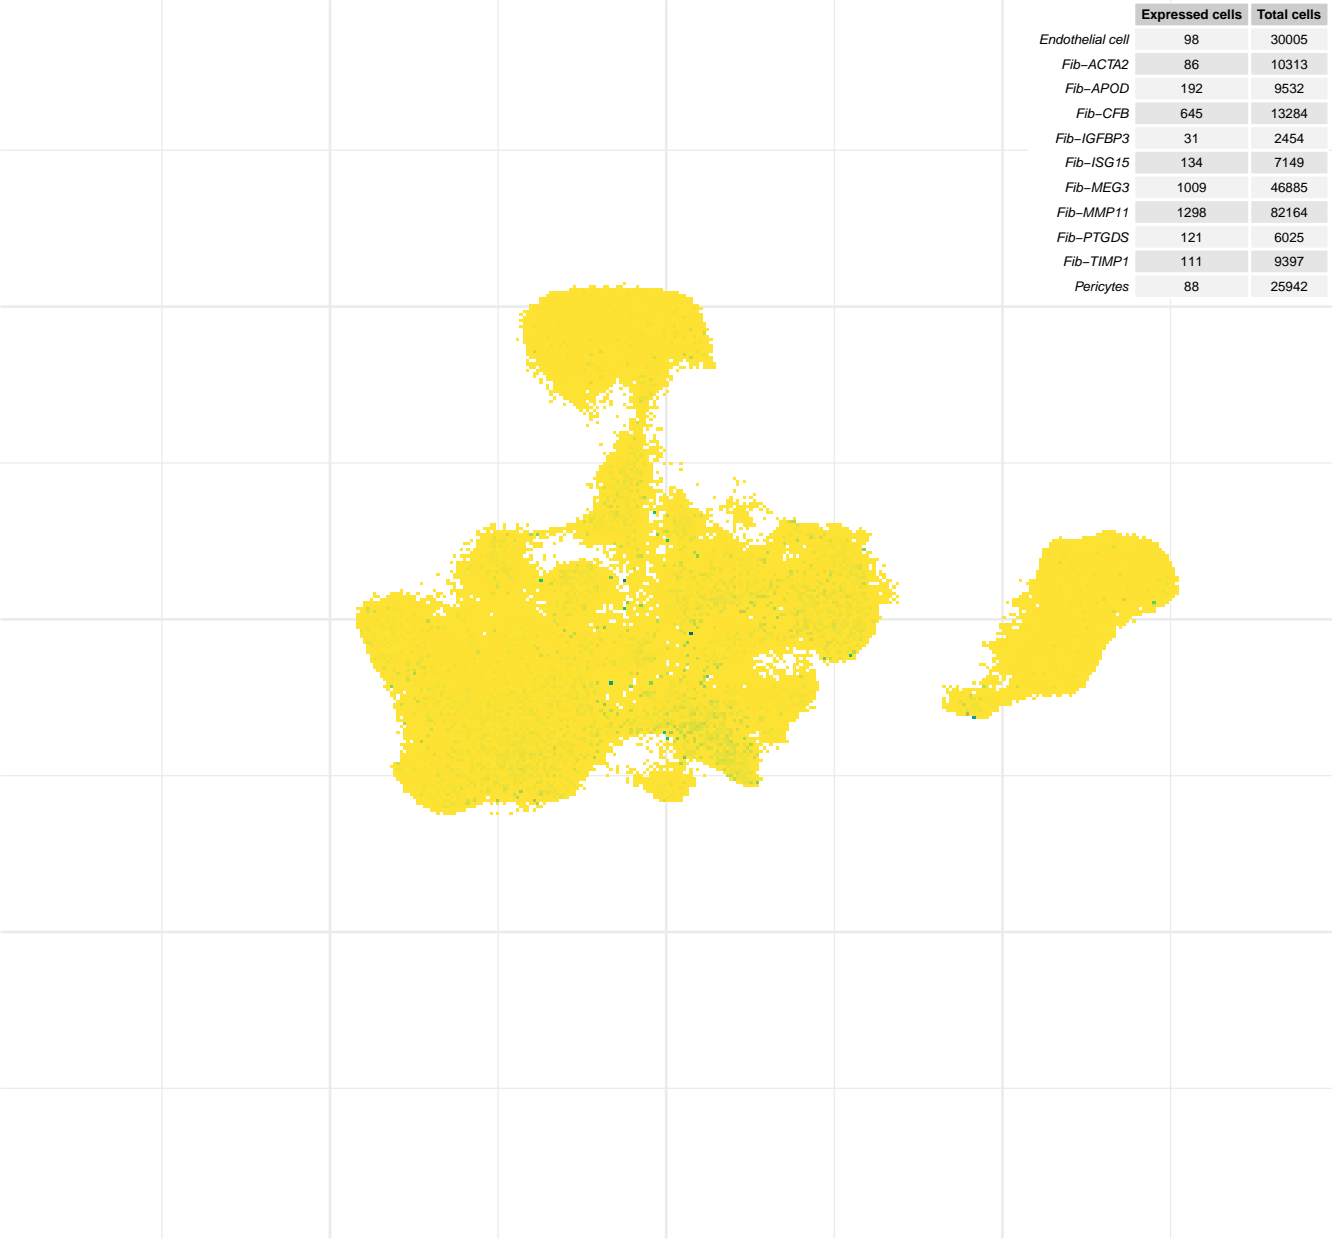 Expressed cells Total cells
Endothelial cell 98 30005
Fib−ACTA2 86 10313
Fib−APOD 192 9532
Fib−CFB 645 13284
Fib−IGFBP3 31 2454
Fib−ISG15 134 7149
Fib−MEG3 1009 46885
Fib−MMP11 1298 82164
Fib−PTGDS 121 6025
Fib−TIMP1 111 9397
Pericytes 88 25942